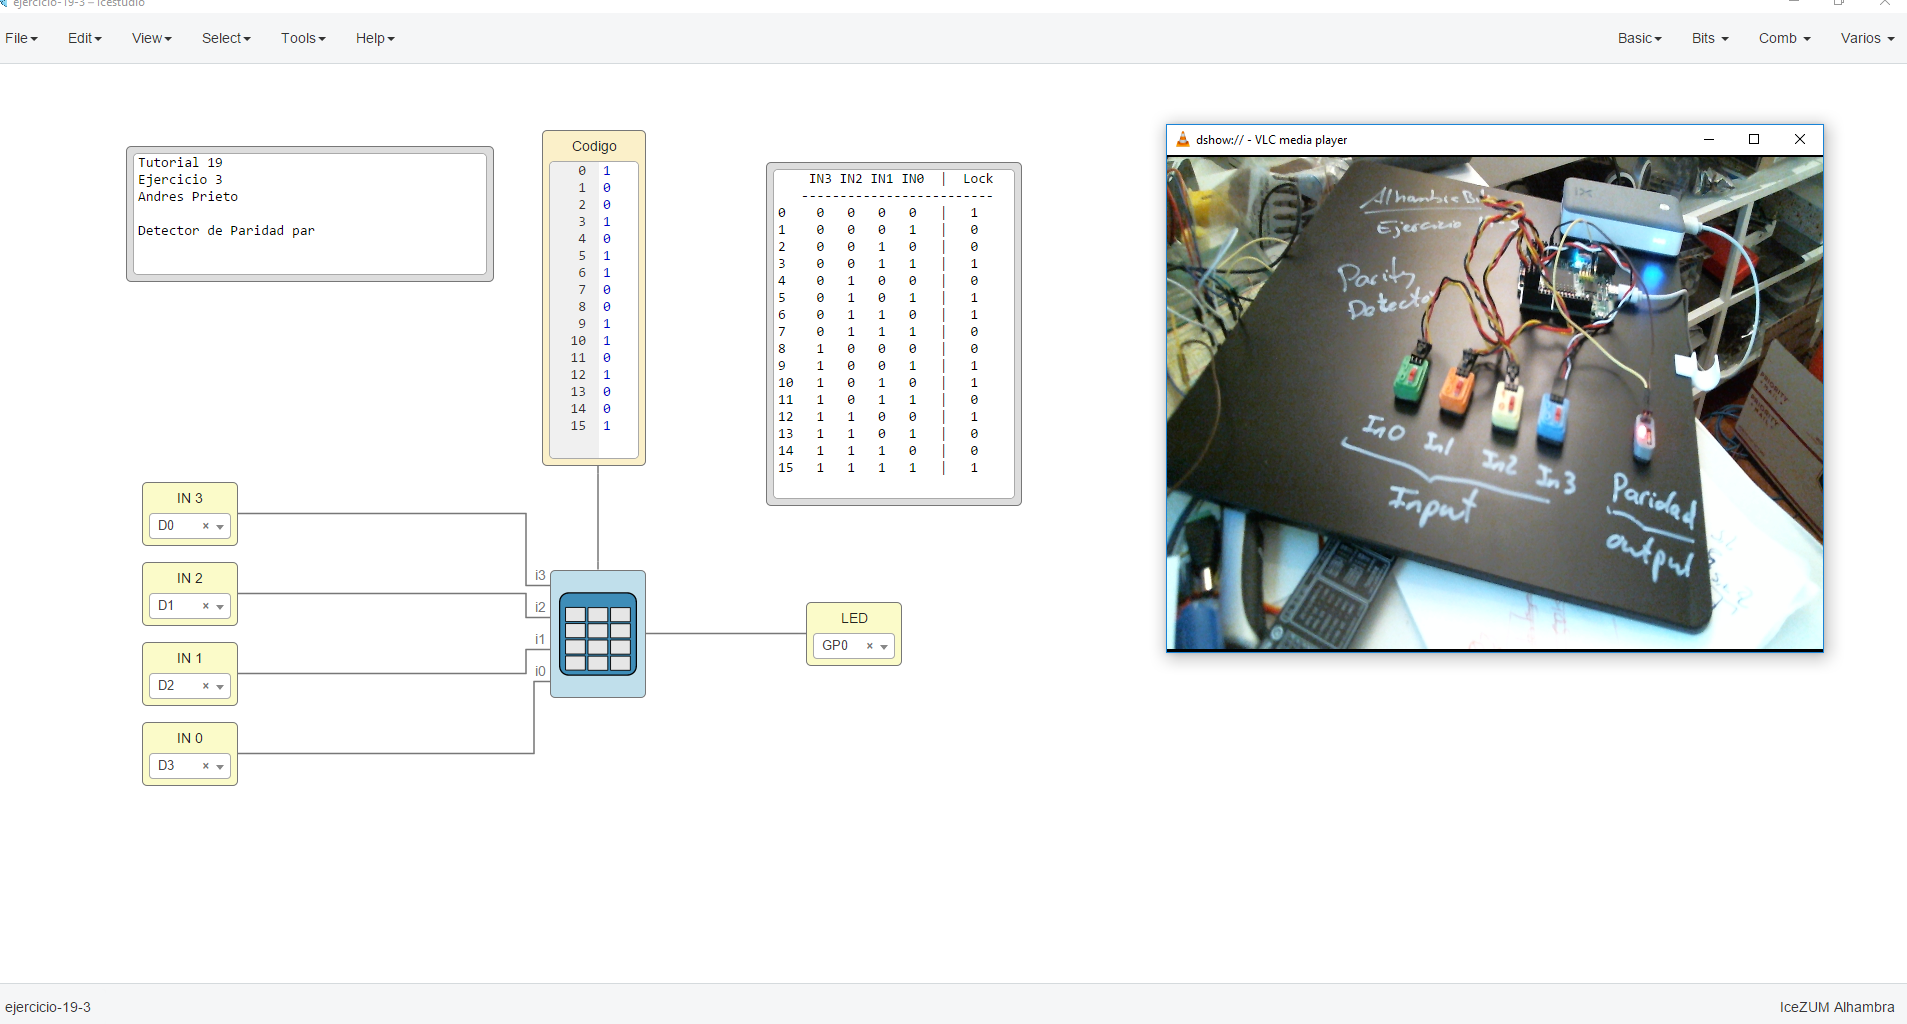 ejercicio-19-3 – Icestudio
File Edit View Select Tools Help Basic Bits Comb Varios
Tutorial 19
Ejercicio 3
Andres Prieto
Detector de Paridad par
Codigo
0 1
1 0
2 0
3 1
4 0
5 1
6 1
7 0
8 0
9 1
10 1
11 0
12 1
13 0
14 0
15 1
IN3 IN2 IN1 IN0 | Lock
-------------------------
0 0 0 0 0 | 1
1 0 0 0 1 | 0
2 0 0 1 0 | 0
3 0 0 1 1 | 1
4 0 1 0 0 | 0
5 0 1 0 1 | 1
6 0 1 1 0 | 1
7 0 1 1 1 | 0
8 1 0 0 0 | 0
9 1 0 0 1 | 1
10 1 0 1 0 | 1
11 1 0 1 1 | 0
12 1 1 0 0 | 1
13 1 1 0 1 | 0
14 1 1 1 0 | 0
15 1 1 1 1 | 1
IN 3
D0
IN 2
D1
IN 1
D2
IN 0
D3
i3
i2
i1
i0
LED
GP0
dshow:// - VLC media player
Ejercicio
Parity
Detector
In0 In1 In2 In3
Input
Paridad
output
PRIORITY
ejercicio-19-3
IceZUM Alhambra